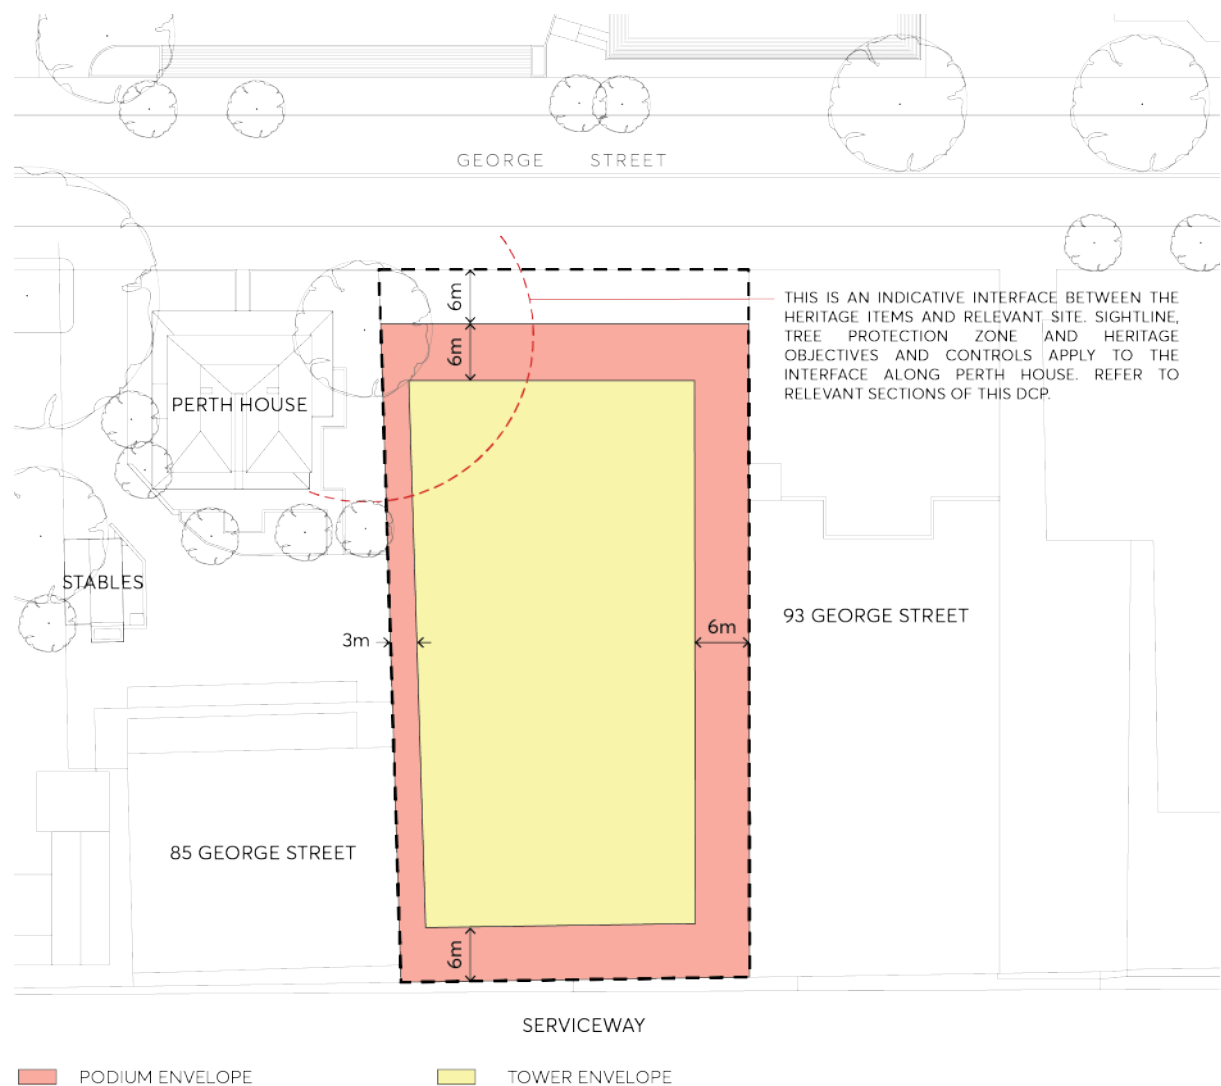 GEORGE STREET
6m
THIS IS AN INDICATIVE INTERFACE BETWEEN THE
HERITAGE ITEMS AND RELEVANT SITE. SIGHTLINE,
TREE PROTECTION ZONE AND HERITAGE
OBJECTIVES AND CONTROLS APPLY TO THE
INTERFACE ALONG PERTH HOUSE. REFER TO
RELEVANT SECTIONS OF THIS DCP.
6m
PERTH HOUSE
STABLES
93 GEORGE STREET
3m
6m
85 GEORGE STREET
6m
SERVICEWAY
PODIUM ENVELOPE
TOWER ENVELOPE